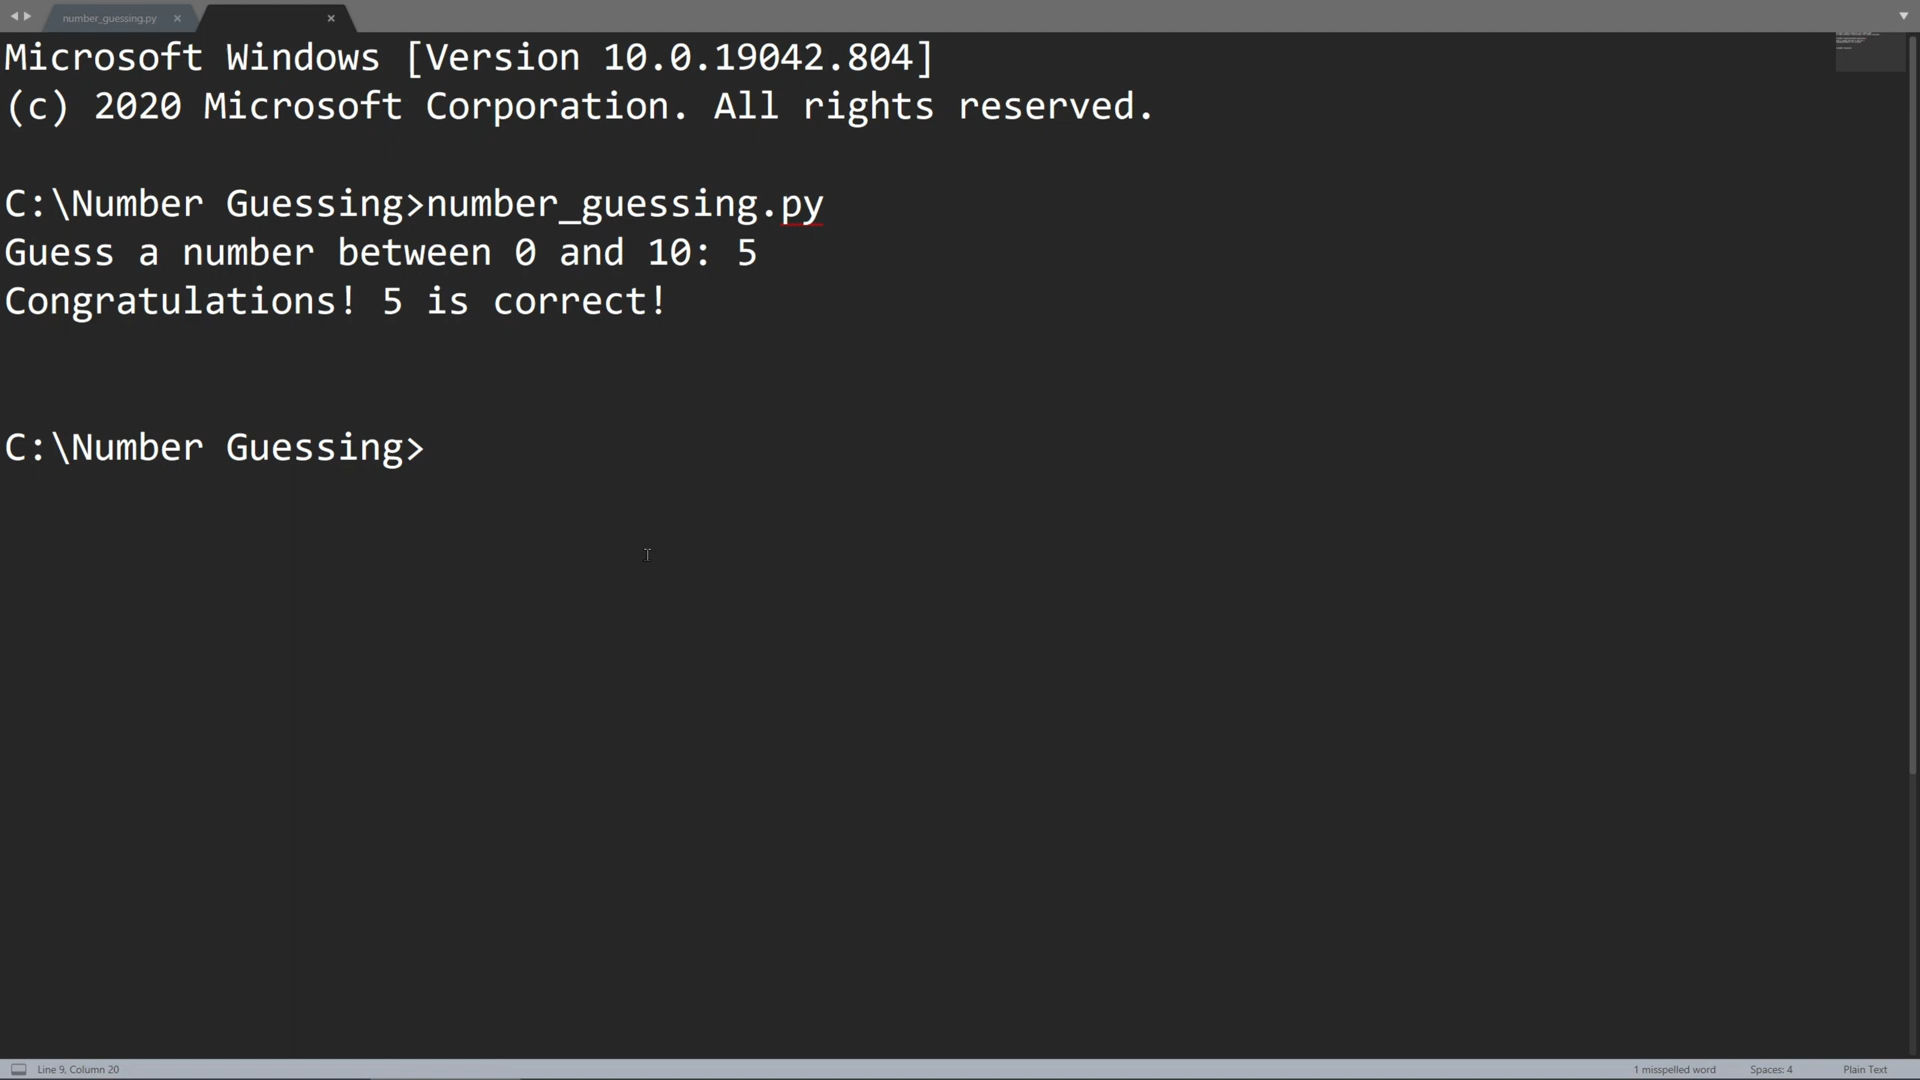 number_guessing.py
Microsoft Windows [Version 10.0.19042.804]
(c) 2020 Microsoft Corporation. All rights reserved.
C:\Number Guessing>number_guessing.py
Guess a number between 0 and 10: 5
Congratulations! 5 is correct!
C:\Number Guessing>
Line 9, Column 20
1 misspelled word
Spaces: 4
Plain Text